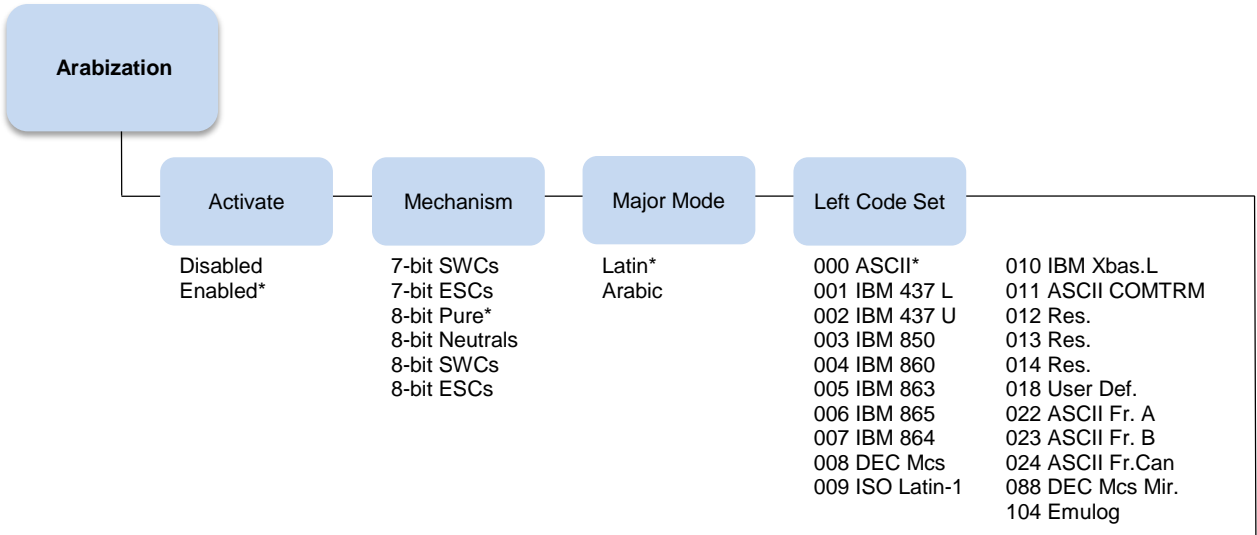 Arabization
Activate
Disabled
Enabled*
Mechanism
7-bit SWCs
7-bit ESCs
8-bit Pure*
8-bit Neutrals
8-bit SWCs
8-bit ESCs
Major Mode
Latin*
Arabic
Left Code Set
000 ASCII*
001 IBM 437 L
002 IBM 437 U
003 IBM 850
004 IBM 860
005 IBM 863
006 IBM 865
007 IBM 864
008 DEC Mcs
009 ISO Latin-1
010 IBM Xbas.L
011 ASCII COMTRM
012 Res.
013 Res.
014 Res.
018 User Def.
022 ASCII Fr. A
023 ASCII Fr. B
024 ASCII Fr.Can
088 DEC Mcs Mir.
104 Emulog